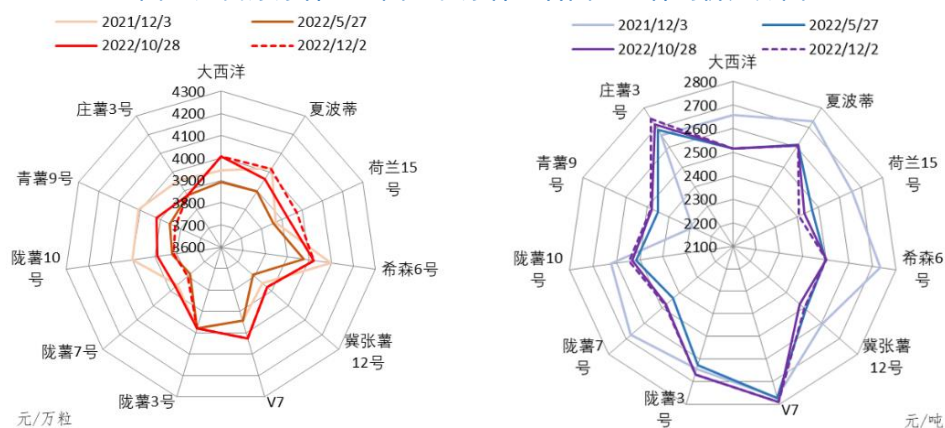 2021/12/3
2022/5/27
2022/10/28
2022/12/2
大西洋
夏波蒂
荷兰15
号
希森6号
冀张薯
12号
V7
陇薯3号
陇薯7号
陇薯10
号
青薯9号
庄薯3号
4300
4200
4100
4000
3900
3800
3700
3600
元/万粒
2021/12/3
2022/5/27
2022/10/28
2022/12/2
大西洋
夏波蒂
荷兰15
号
希森6
号
冀张薯
12号
V7
陇薯3
号
陇薯7
号
陇薯10
号
青薯9
号
庄薯3
号
2800
2700
2600
2500
2400
2300
2200
2100
元/吨